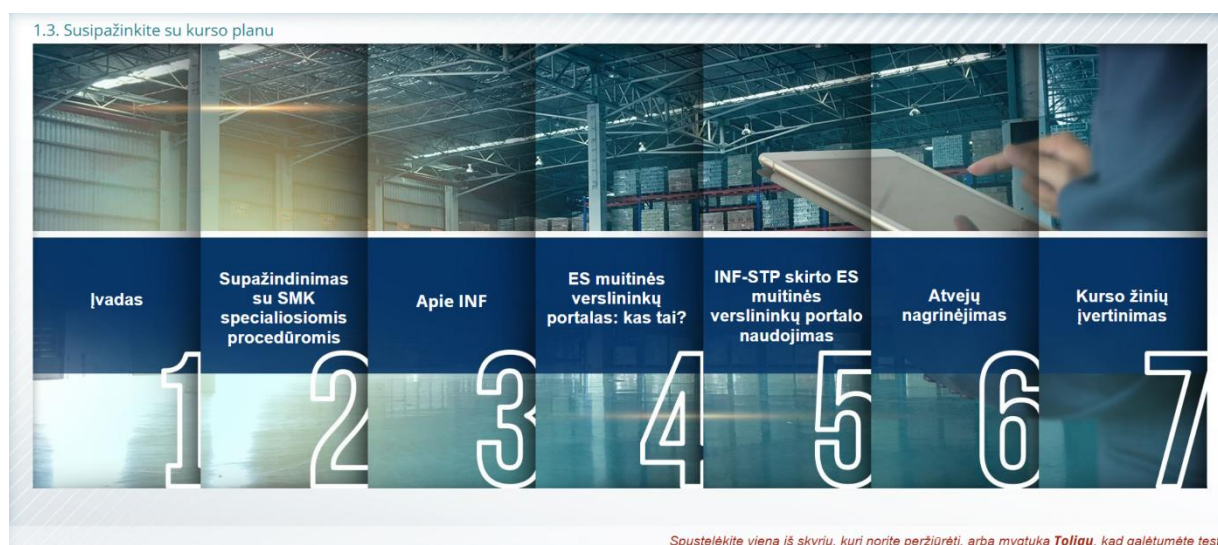 1.3. Susipažinkite su kurso planu
Įvadas
1
Supažindinimas
su SMK
specialiosiomis
procedūromis
2
Apie INF
3
ES muitinės
verslininkų
portalas: kas tai?
4
INF-STP skirto ES
muitinės
verslininkų portalo
naudojimas
5
Atvejų
nagrinėjimas
6
Kurso žinių
įvertinimas
7
Spustelėkite vieną iš skyrių, kurį norite peržiūrėti, arba mygtuką Toliau, kad galėtumėte